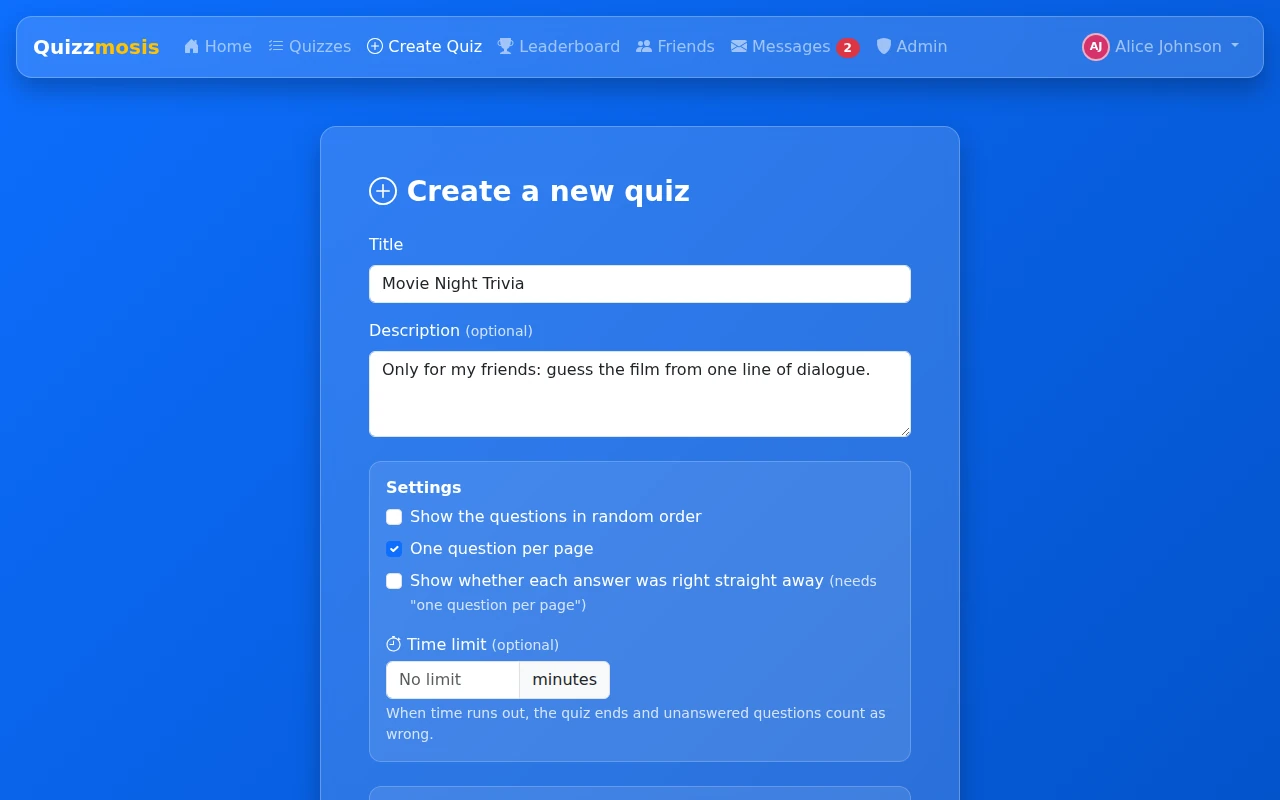 Quizzmosis Home Quizzes Create Quiz Leaderboard Friends Messages 2 Admin AJ Alice Johnson
Create a new quiz
Title
Movie Night Trivia
Description (optional)
Only for my friends: guess the film from one line of dialogue.
Settings
Show the questions in random order
One question per page
Show whether each answer was right straight away (needs
"one question per page")
Time limit (optional)
No limit minutes
When time runs out, the quiz ends and unanswered questions count as
wrong.